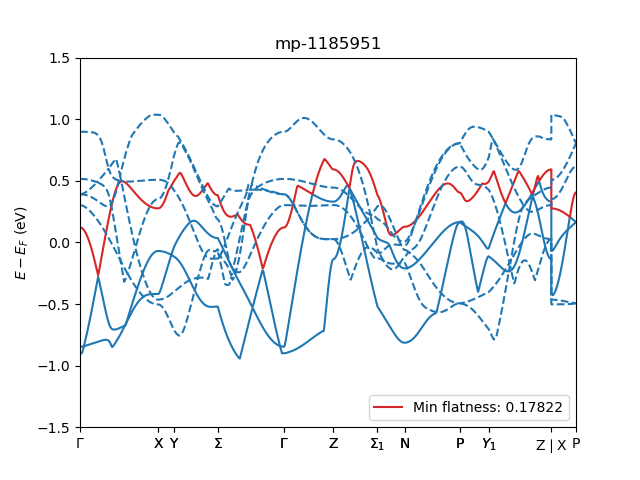 mp-1185951
E − E_F (eV)
1.5
1.0
0.5
0.0
−0.5
−1.0
−1.5
Min flatness: 0.17822
Γ X Y Σ Γ Z Σ₁ N P Y₁ Z | X P